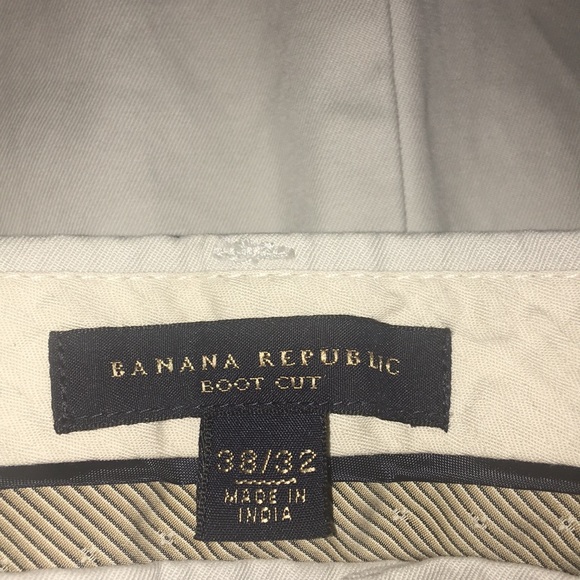 BANANA REPUBLIC
BOOT CUT
38/32
MADE IN
INDIA